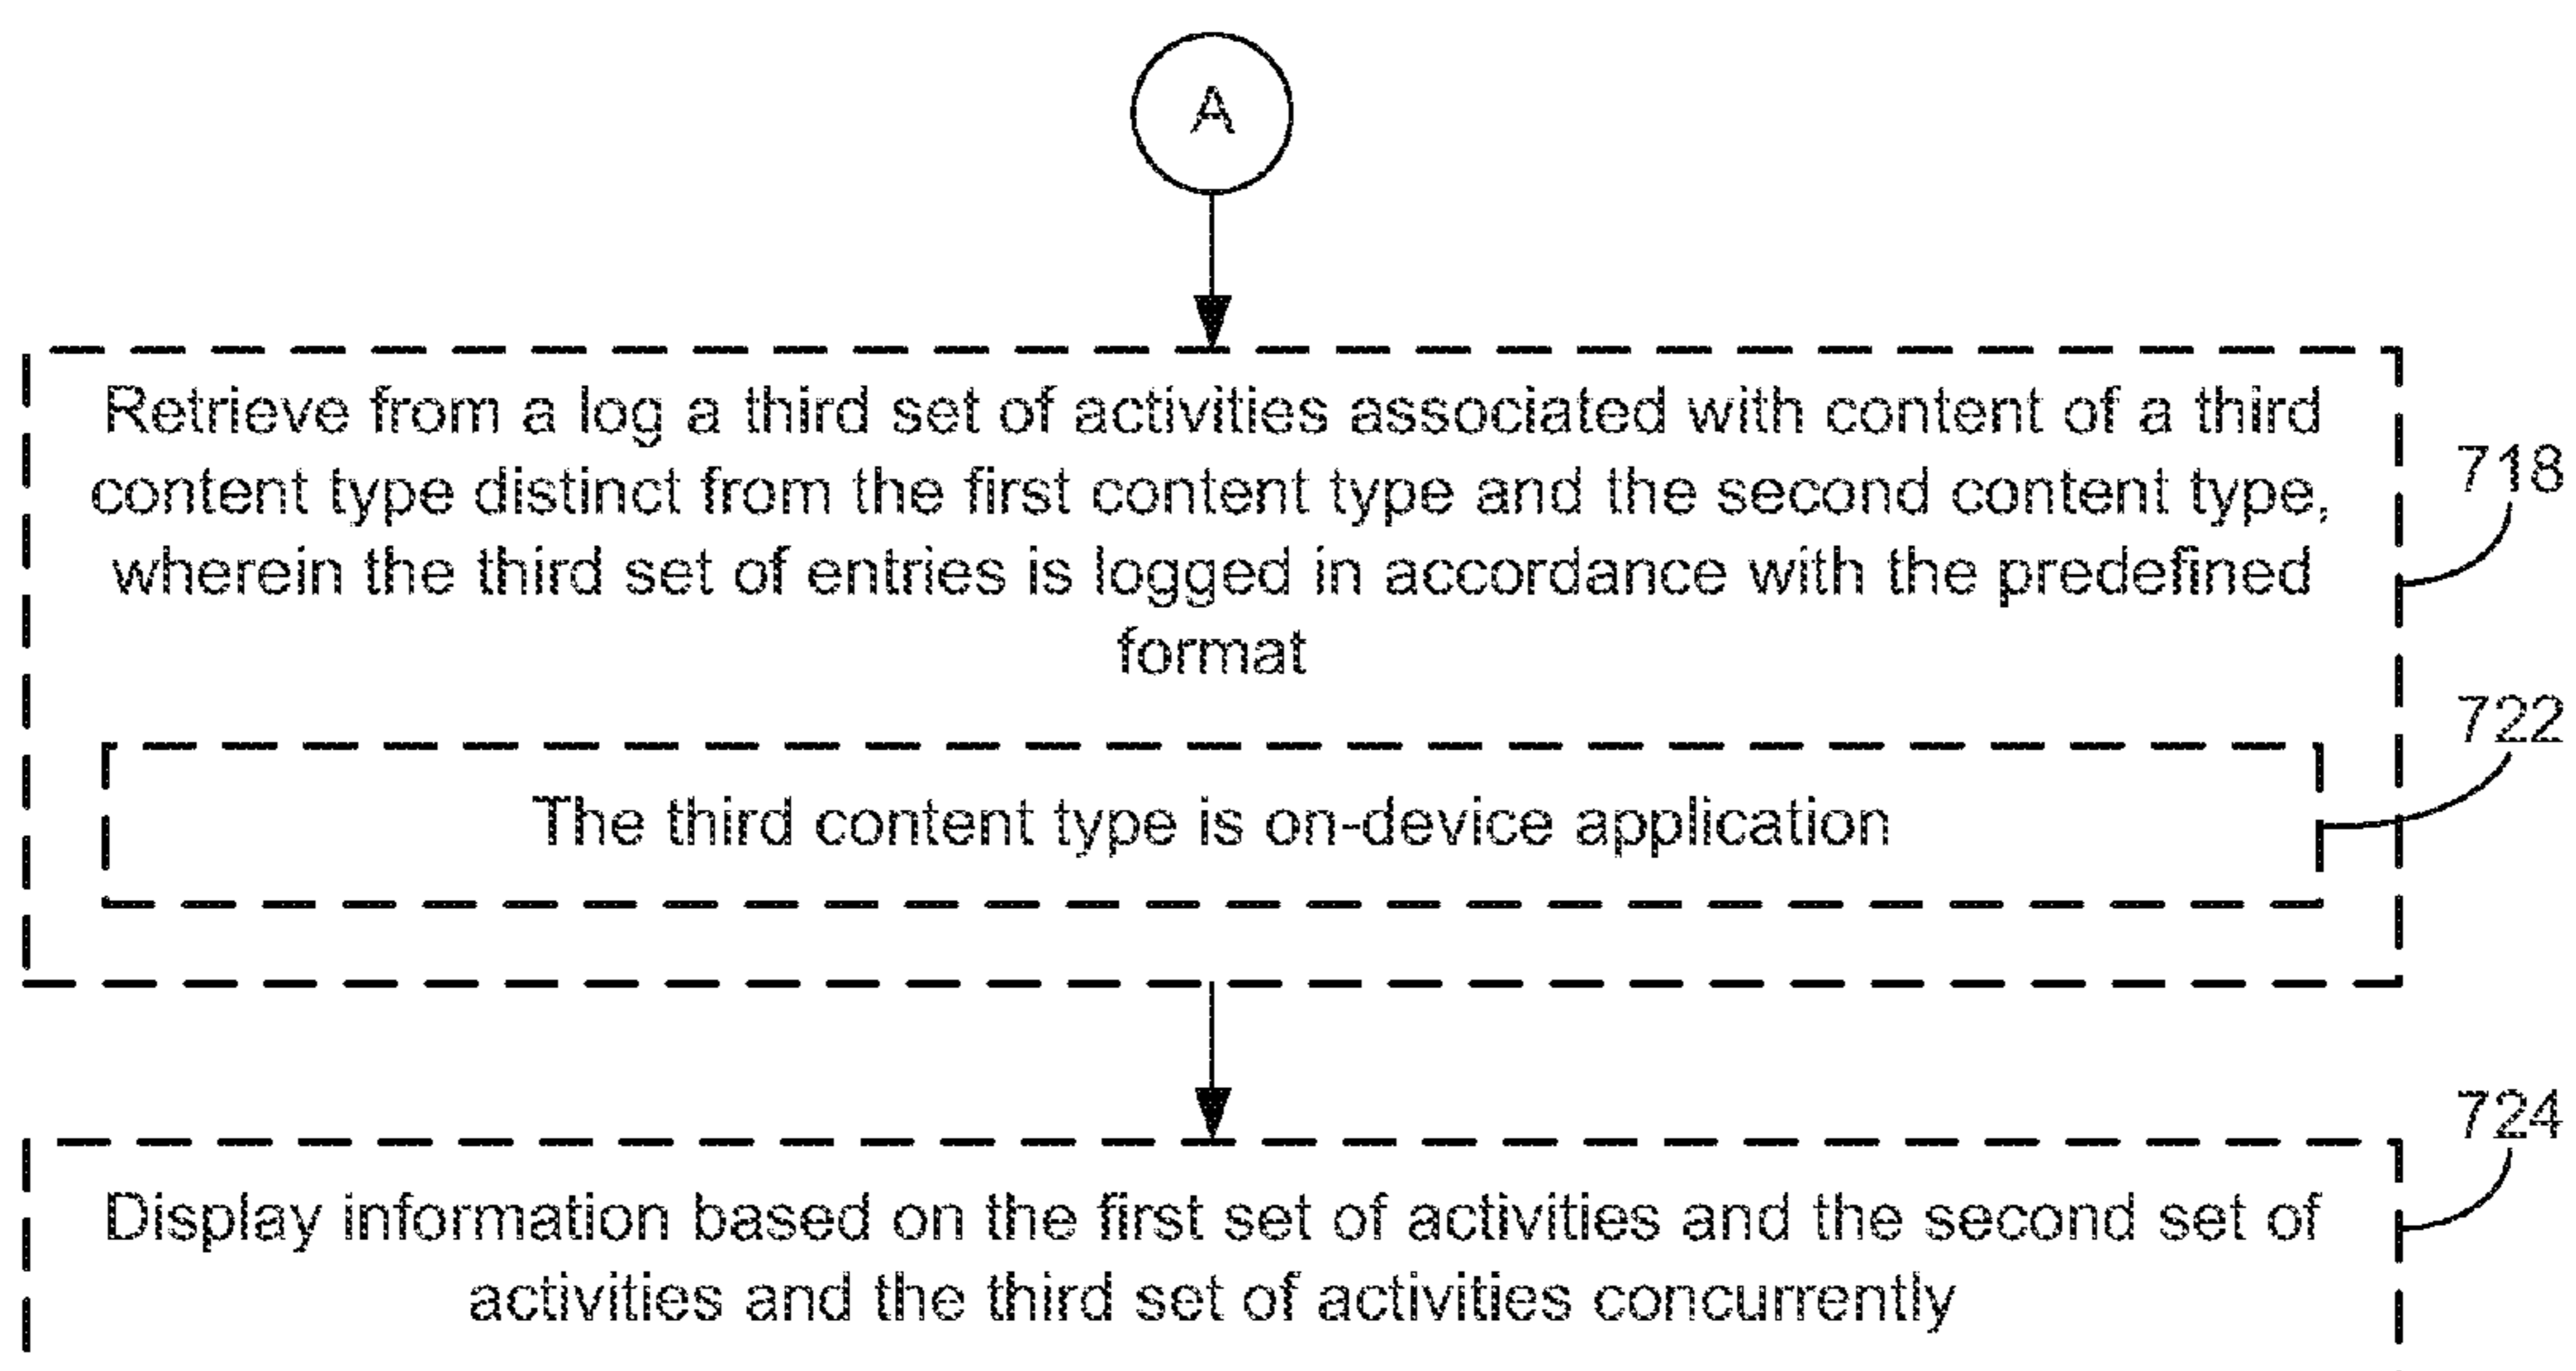 A
Retrieve from a log a third set of activities associated with content of a third
content type distinct from the first content type and the second content type,
wherein the third set of entries is logged in accordance with the predefined
format
718
The third content type is on-device application
722
Display information based on the first set of activities and the second set of
activities and the third set of activities concurrently
724